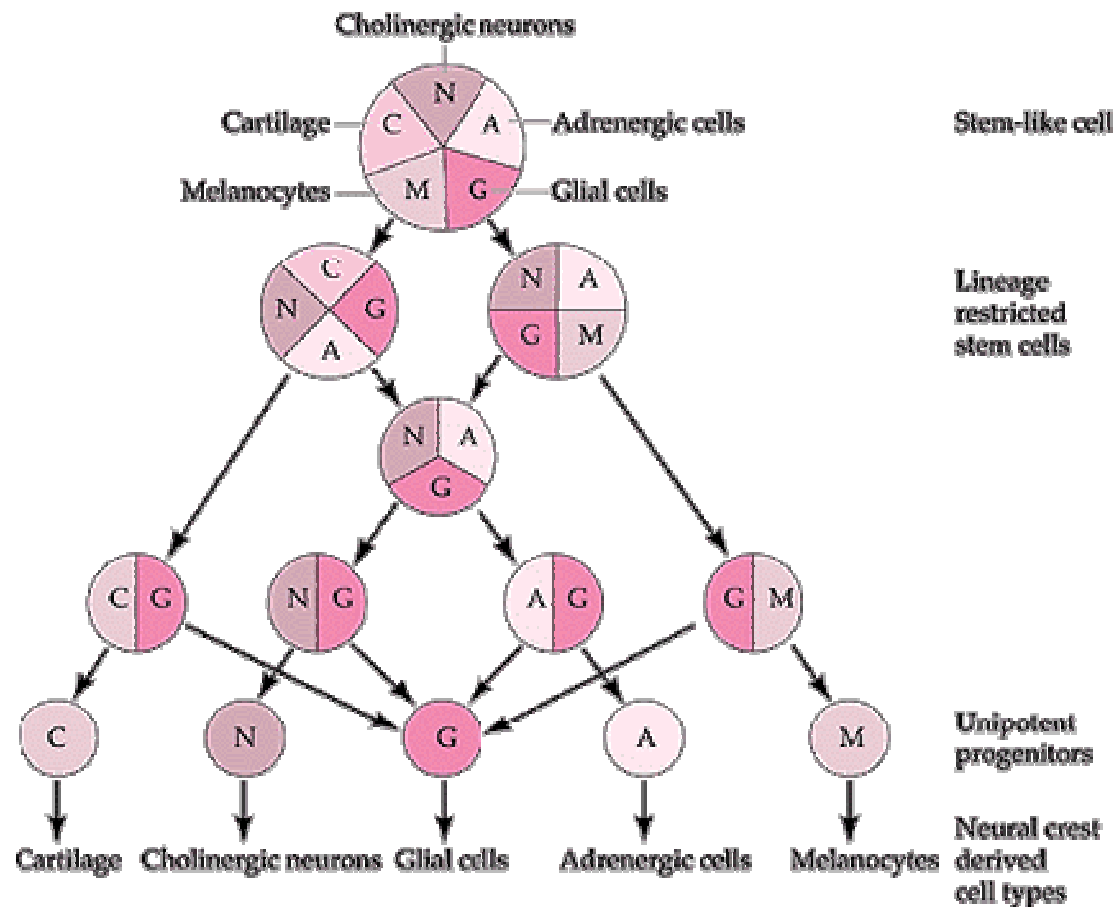 Cholinergic neurons
N
Cartilage
C
A
Adrenergic cells
Stem-like cell
Melanocytes
M
G
Glial cells
C
N
G
A
N
A
G
M
Lineage
restricted
stem cells
N
A
G
C
G
N
G
A
G
G
M
C
N
G
A
M
Unipotent
progenitors
Cartilage
Cholinergic neurons
Glial cells
Adrenergic cells
Melanocytes
Neural crest
derived
cell types